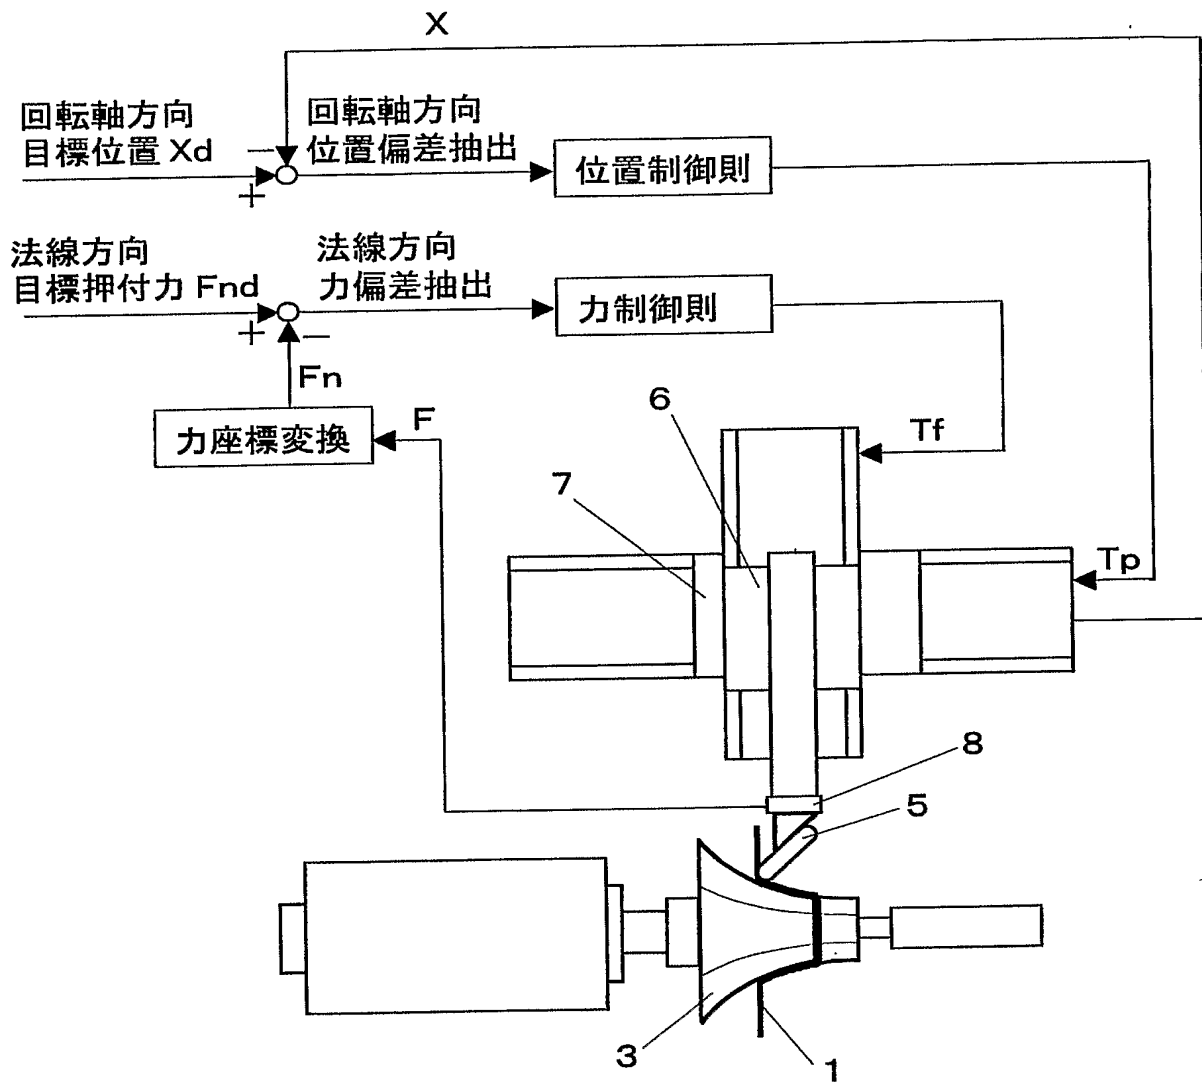 X
回転軸方向
目標位置 Xd
回転軸方向
位置偏差抽出
−
+
位置制御則
法線方向
目標押付力 Fnd
法線方向
力偏差抽出
+
−
力制御則
Fn
力座標変換
F
6
Tf
7
Tp
8
5
3
1